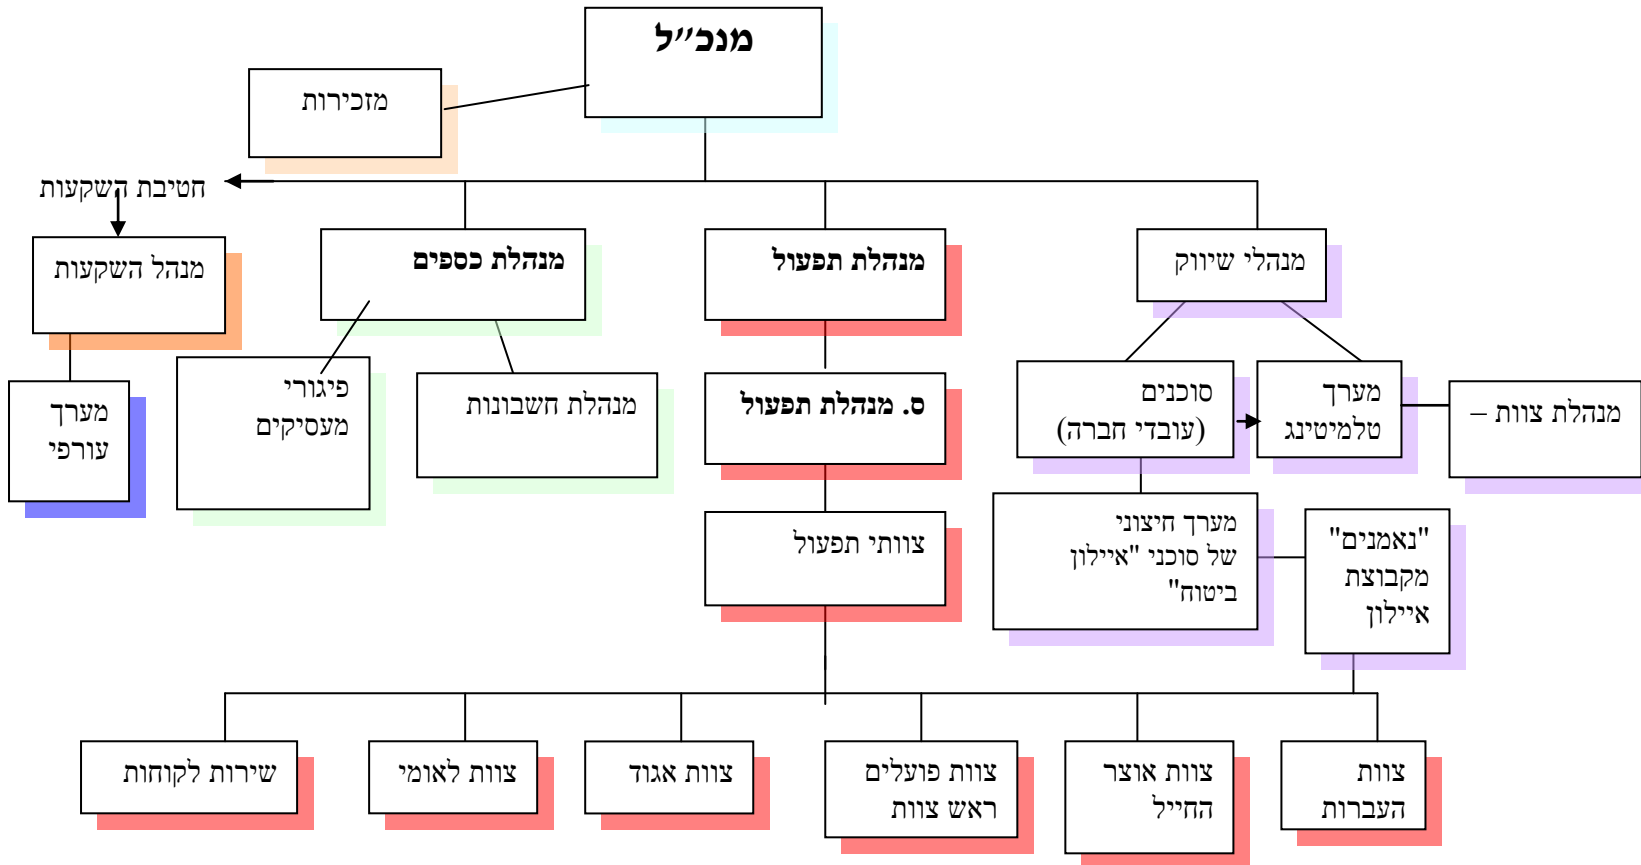 מנכ״ל
מזכירות
חטיבת השקעות
מנהלי שיווק
מנהלת תפעול
מנהלת כספים
מנהל השקעות
סוכנים
(עובדי חברה)
מערך
טלמיטינג
מנהלת צוות –
ס. מנהלת תפעול
מנהלת חשבונות
פיגורי
מעסיקים
מערך
עורפי
"נאמנים"
מקבוצת
איילון
מערך חיצוני
של סוכני "איילון
ביטוח"
צוותי תפעול
צוות
העברות
צוות אוצר
החייל
צוות פועלים
ראש צוות
צוות אגוד
צוות לאומי
שירות לקוחות